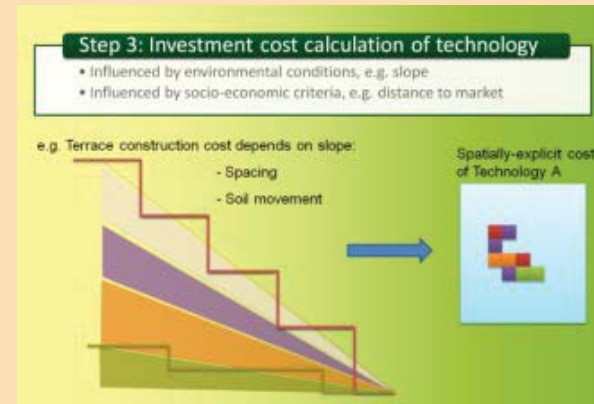 Step 3: Investment cost calculation of technology
• Influenced by environmental conditions, e.g. slope
• Influenced by socio-economic criteria, e.g. distance to market
e.g. Terrace construction cost depends on slope:
- Spacing
- Soil movement
Spatially-explicit cost
of Technology A